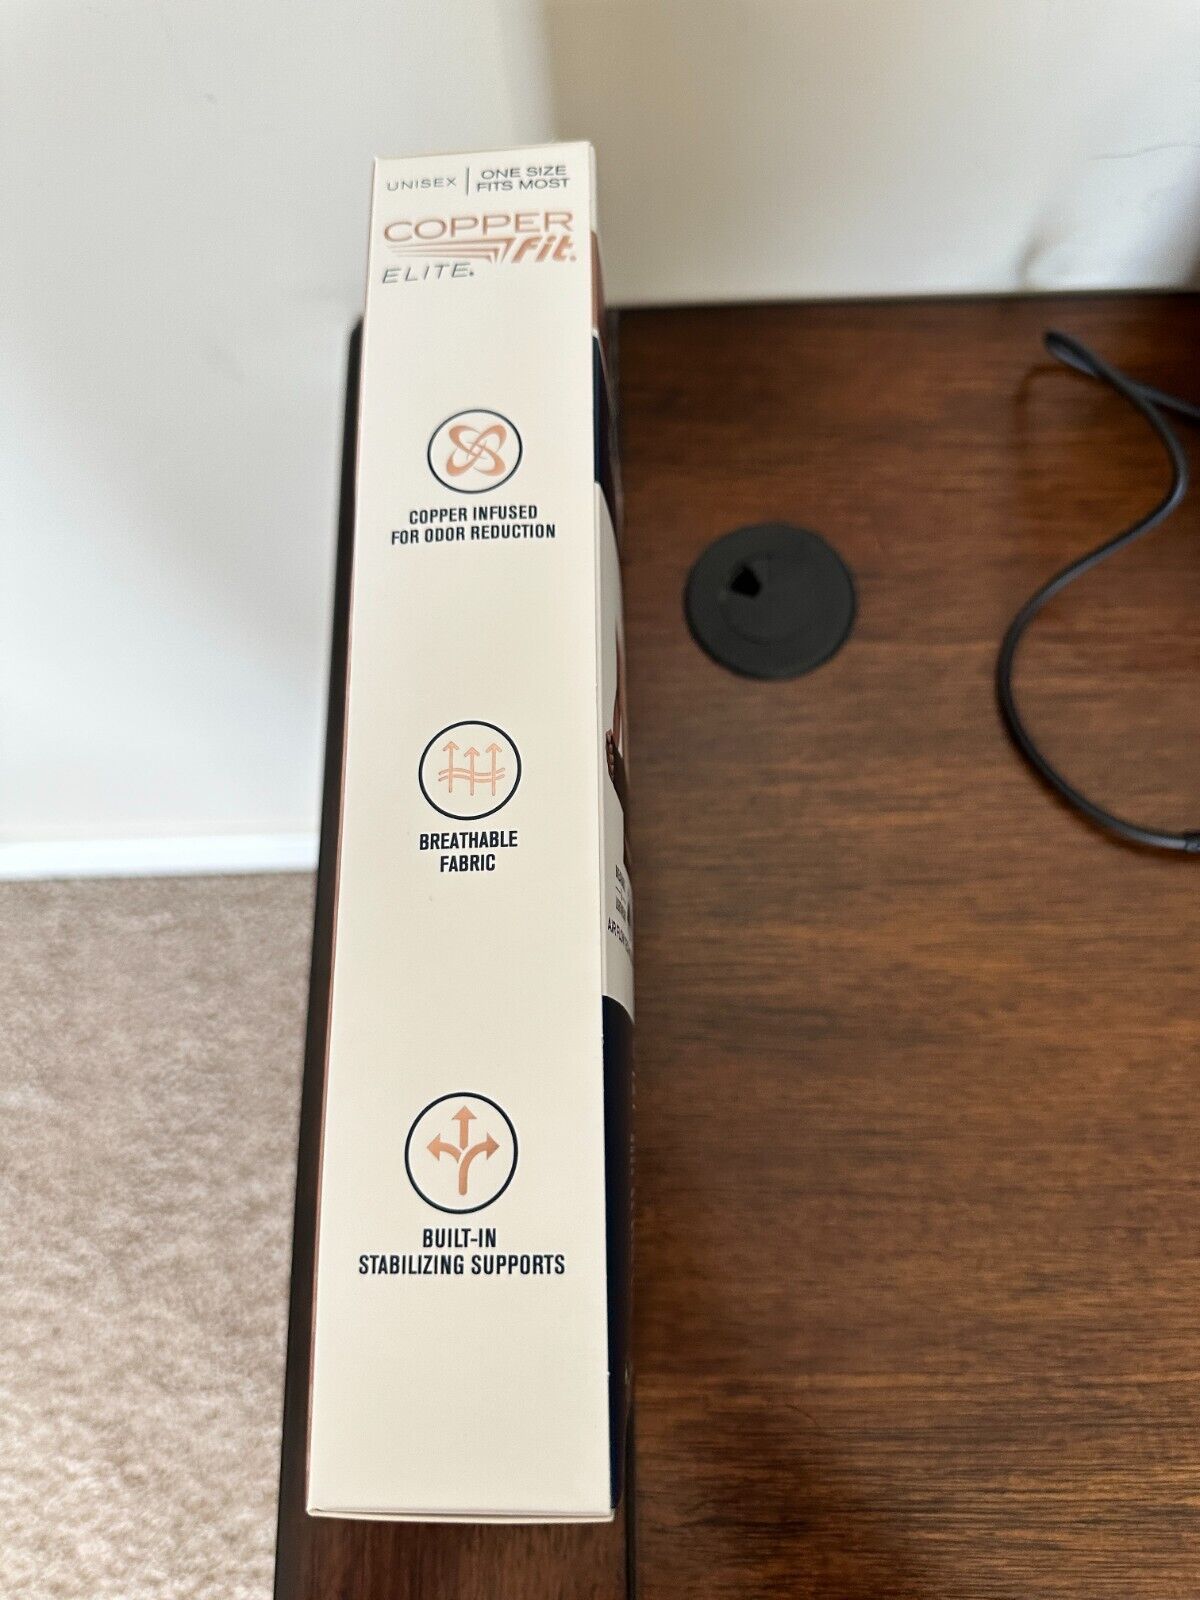 UNISEX | ONE SIZE
FITS MOST
COPPER
Fit.
ELITE.
COPPER INFUSED
FOR ODOR REDUCTION
BREATHABLE
FABRIC
BUILT-IN
STABILIZING SUPPORTS